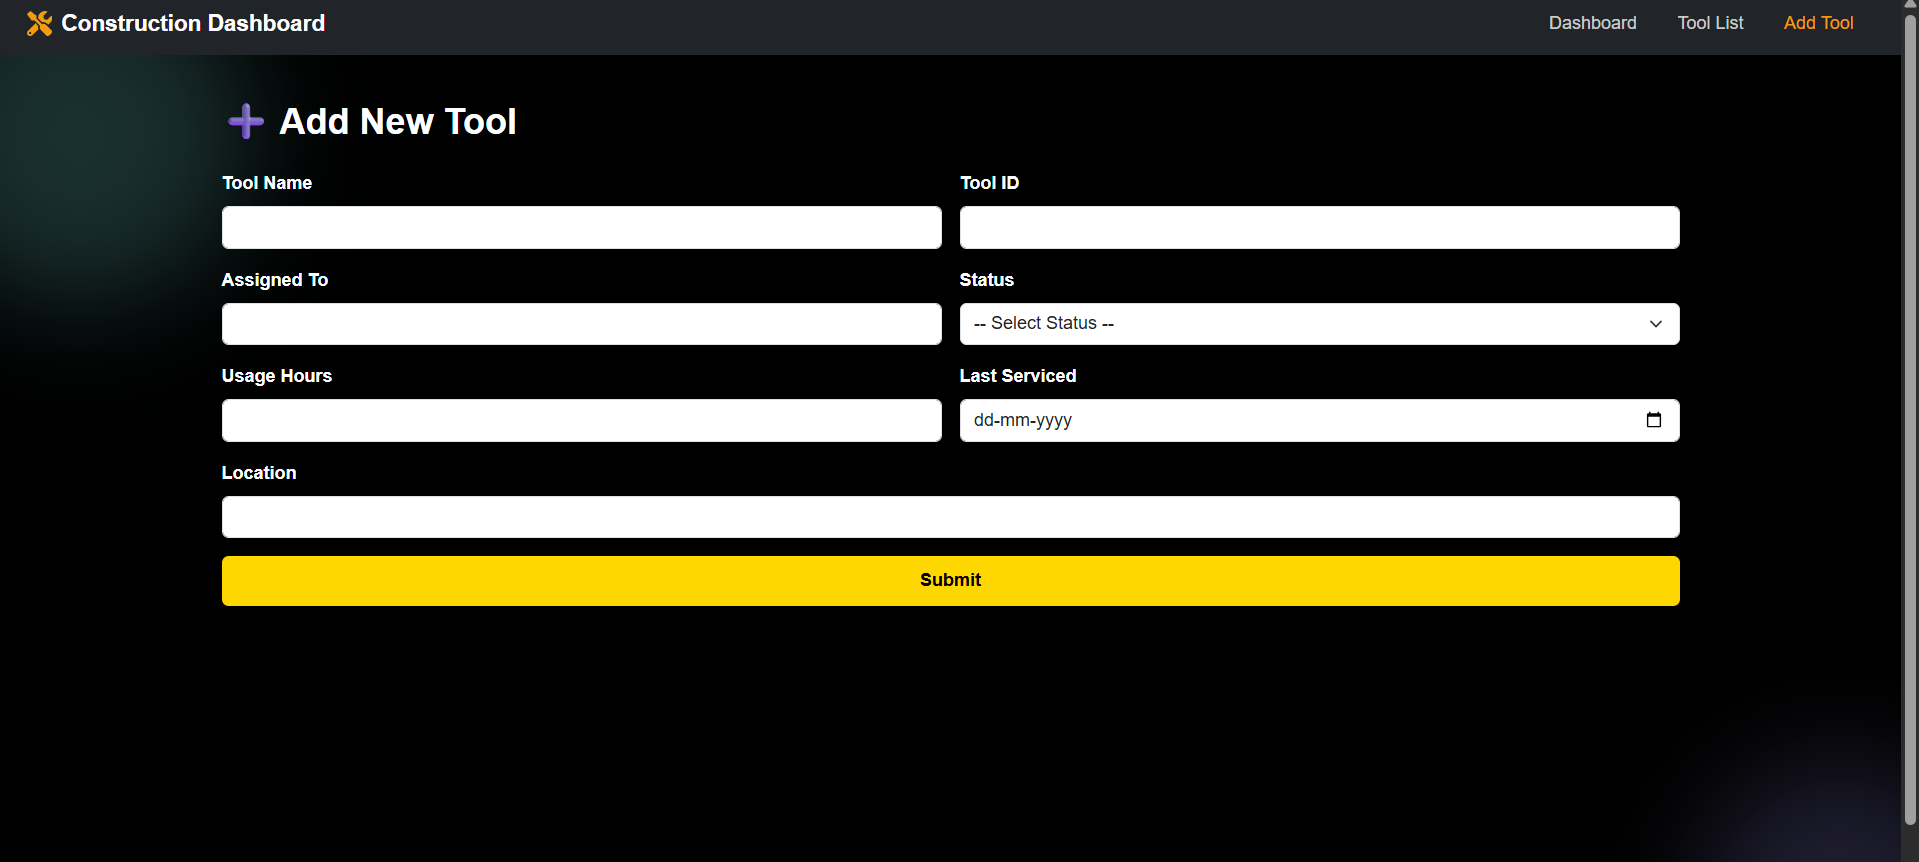 Construction Dashboard
Dashboard Tool List Add Tool
Add New Tool
Tool Name
Tool ID
Assigned To
Status
-- Select Status --
Usage Hours
Last Serviced
dd-mm-yyyy
Location
Submit